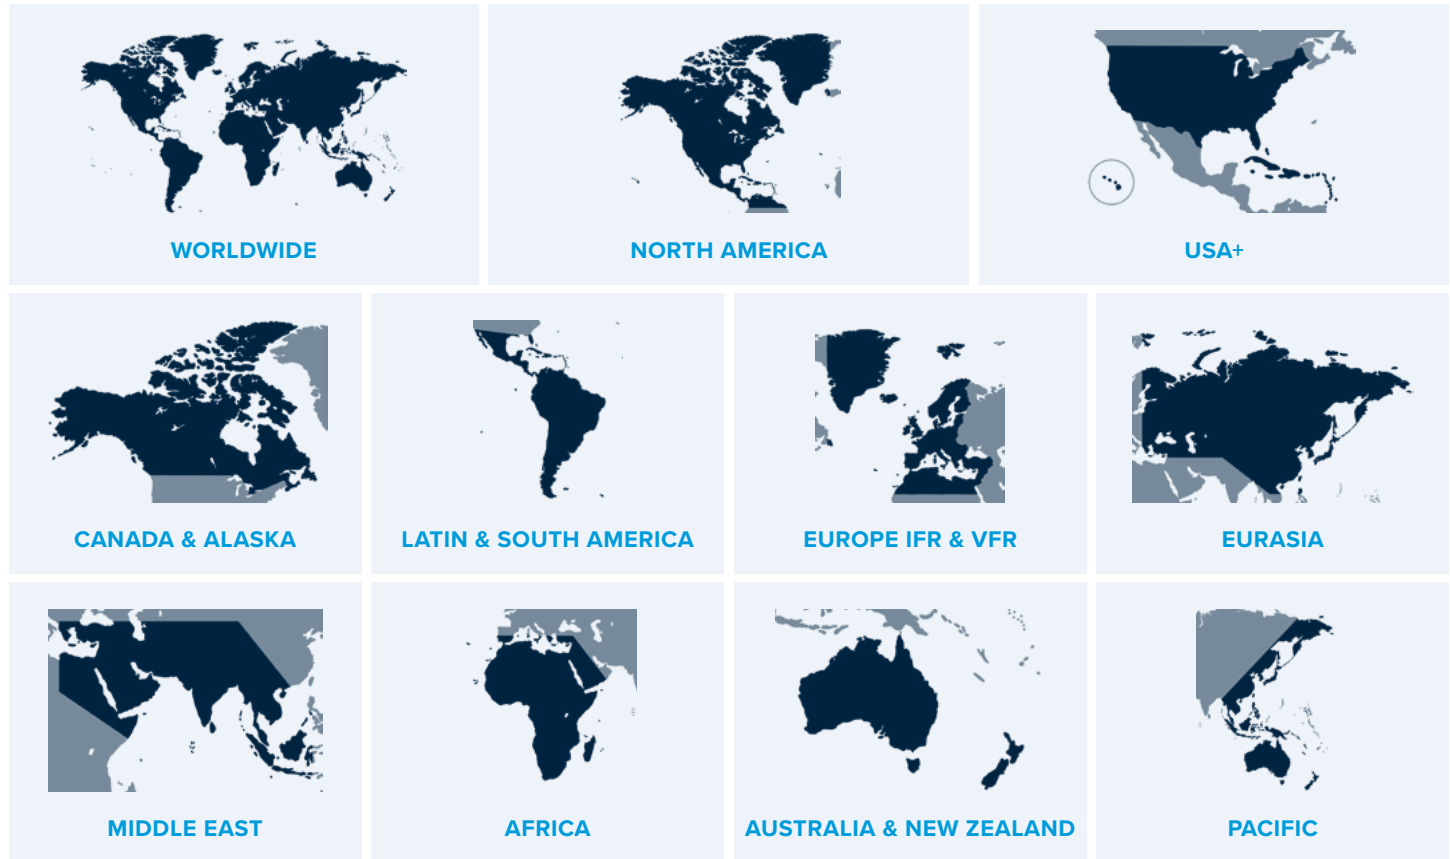 WORLDWIDE
NORTH AMERICA
USA+
CANADA & ALASKA
LATIN & SOUTH AMERICA
EUROPE IFR & VFR
EURASIA
MIDDLE EAST
AFRICA
AUSTRALIA & NEW ZEALAND
PACIFIC